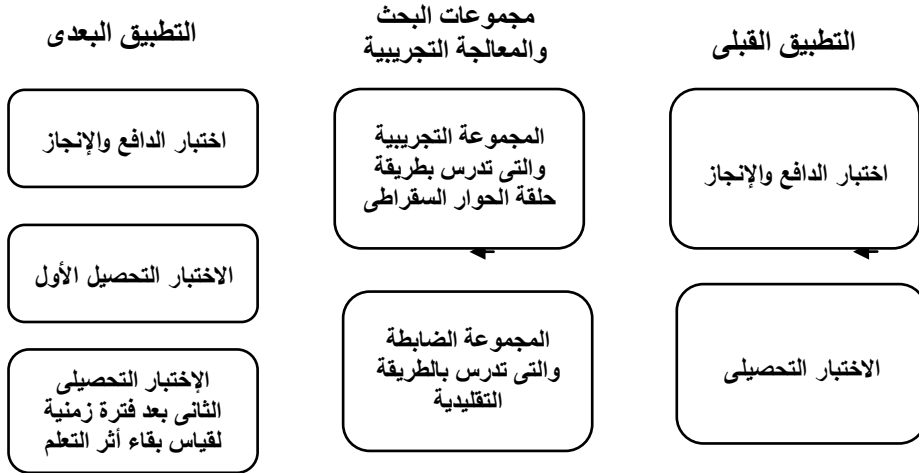 التطبيق القبلى
اختبار الدافع والإنجاز
الاختبار التحصيلى
مجموعات البحث
والمعالجة التجريبية
المجموعة التجريبية
والتى تدرس بطريقة
حلقة الحوار السقراطى
المجموعة الضابطة
والتى تدرس بالطريقة
التقليدية
التطبيق البعدى
اختبار الدافع والإنجاز
الاختبار التحصيل الأول
الإختبار التحصيلى
الثانى بعد فترة زمنية
لقياس بقاء أثر التعلم